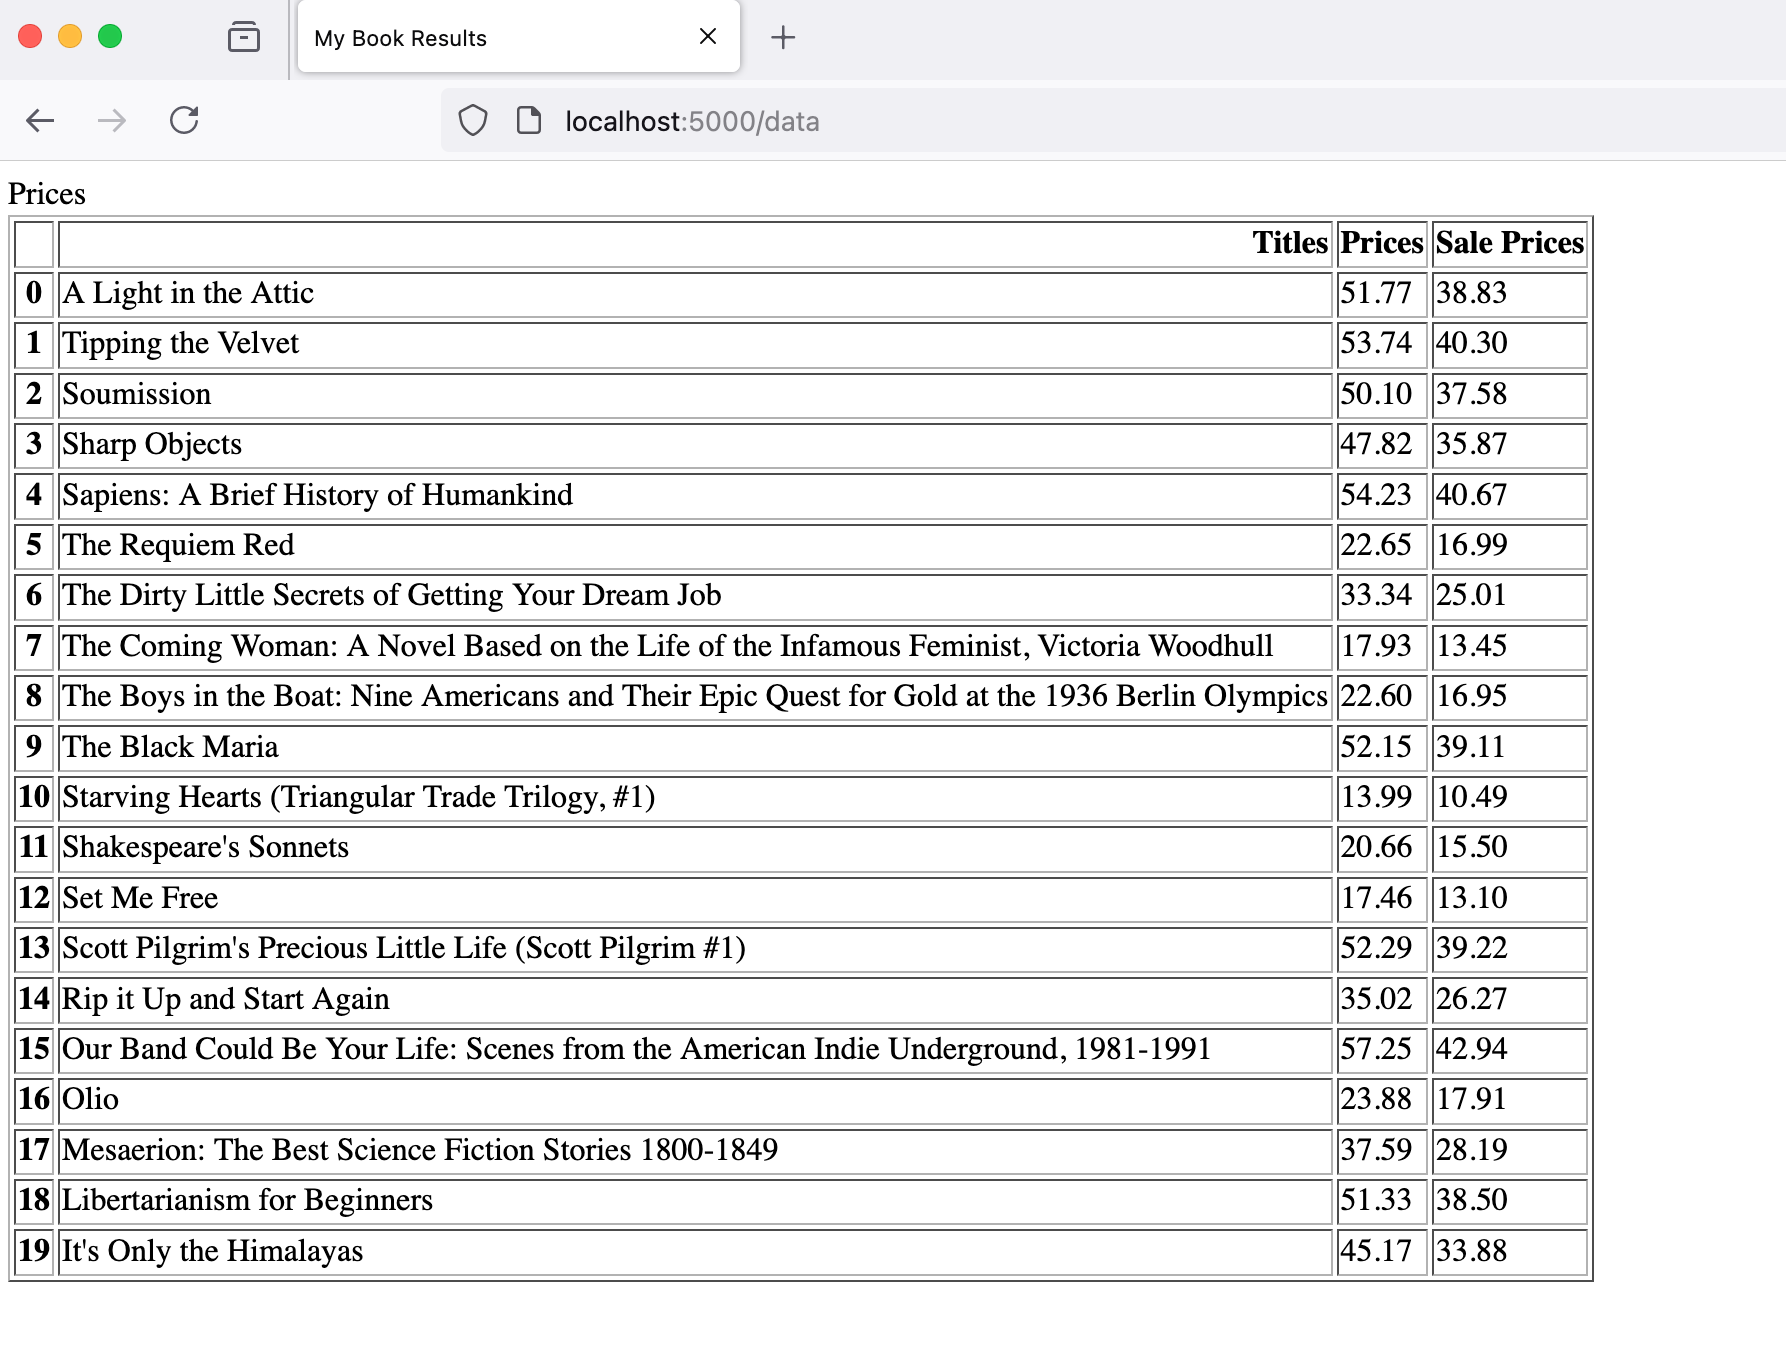 My Book Results
localhost:5000/data
Prices
Titles Prices Sale Prices
0 A Light in the Attic 51.77 38.83
1 Tipping the Velvet 53.74 40.30
2 Soumission 50.10 37.58
3 Sharp Objects 47.82 35.87
4 Sapiens: A Brief History of Humankind 54.23 40.67
5 The Requiem Red 22.65 16.99
6 The Dirty Little Secrets of Getting Your Dream Job 33.34 25.01
7 The Coming Woman: A Novel Based on the Life of the Infamous Feminist, Victoria Woodhull 17.93 13.45
8 The Boys in the Boat: Nine Americans and Their Epic Quest for Gold at the 1936 Berlin Olympics 22.60 16.95
9 The Black Maria 52.15 39.11
10 Starving Hearts (Triangular Trade Trilogy, #1) 13.99 10.49
11 Shakespeare's Sonnets 20.66 15.50
12 Set Me Free 17.46 13.10
13 Scott Pilgrim's Precious Little Life (Scott Pilgrim #1) 52.29 39.22
14 Rip it Up and Start Again 35.02 26.27
15 Our Band Could Be Your Life: Scenes from the American Indie Underground, 1981-1991 57.25 42.94
16 Olio 23.88 17.91
17 Mesaerion: The Best Science Fiction Stories 1800-1849 37.59 28.19
18 Libertarianism for Beginners 51.33 38.50
19 It's Only the Himalayas 45.17 33.88